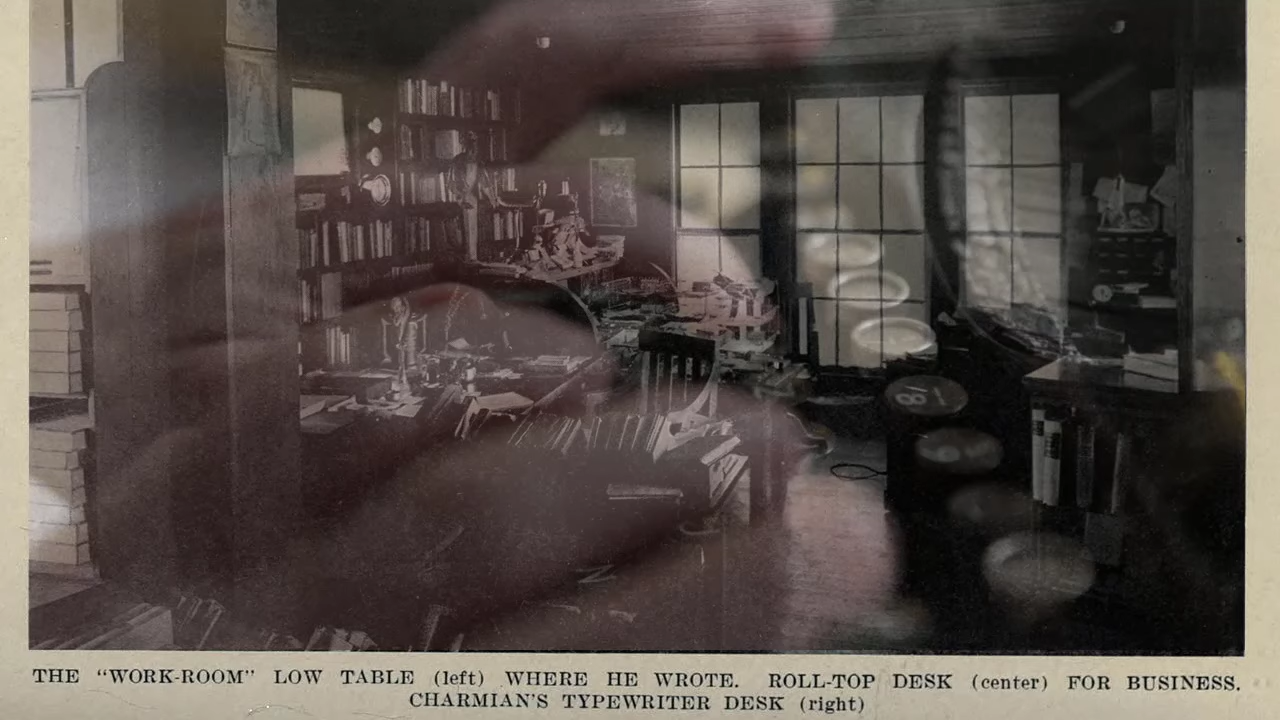 THE “WORK-ROOM” LOW TABLE (left) WHERE HE WROTE. ROLL-TOP DESK (center) FOR BUSINESS.
CHARMIAN'S TYPEWRITER DESK (right)